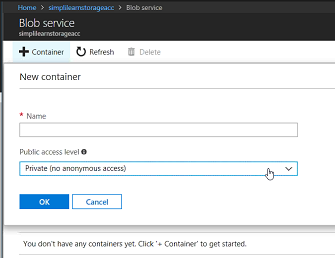 Home > simplilearnstorageacc > Blob service
Blob service
simplilearnstorageacc
+ Container Refresh Delete
New container
* Name
Public access level
Private (no anonymous access)
OK Cancel
You don't have any containers yet. Click '+ Container' to get started.